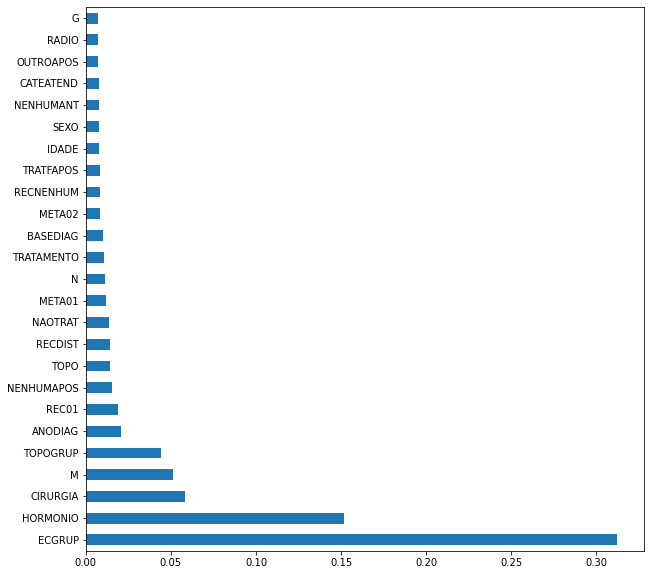 G
RADIO
OUTROAPOS
CATEATEND
NENHUMANT
SEXO
IDADE
TRATFAPOS
RECNENHUM
META02
BASEDIAG
TRATAMENTO
N
META01
NAOTRAT
RECDIST
TOPO
NENHUMAPOS
REC01
ANODIAG
TOPOGRUP
M
CIRURGIA
HORMONIO
ECGRUP
0.00 0.05 0.10 0.15 0.20 0.25 0.30